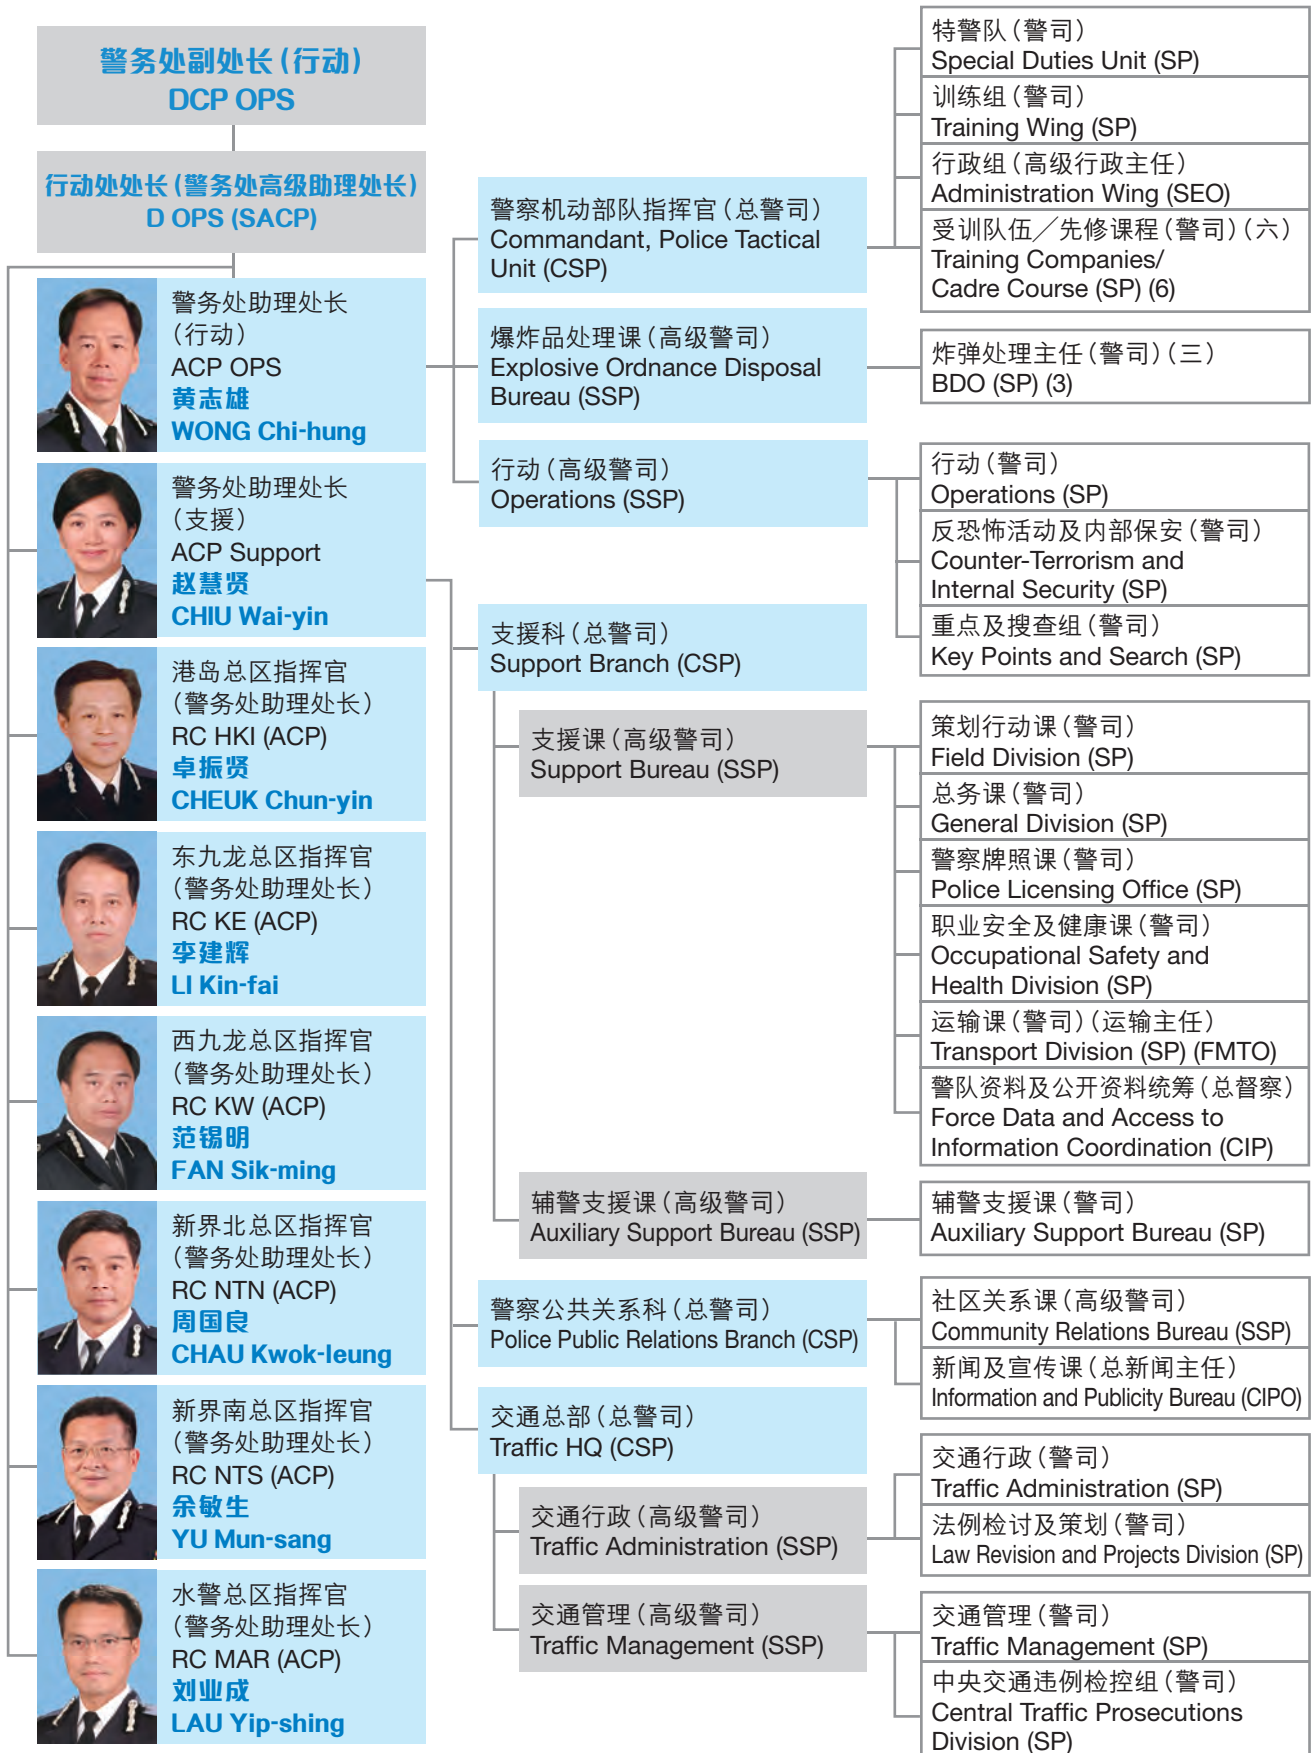 警务处副处长（行动）
DCP OPS
行动处处长（警务处高级助理处长）
D OPS (SACP)
警务处助理处长
（行动）
ACP OPS
黄志雄
WONG Chi-hung
警务处助理处长
（支援）
ACP Support
赵慧贤
CHIU Wai-yin
港岛总区指挥官
（警务处助理处长）
RC HKI (ACP)
卓振贤
CHEUK Chun-yin
东九龙总区指挥官
（警务处助理处长）
RC KE (ACP)
李建辉
LI Kin-fai
西九龙总区指挥官
（警务处助理处长）
RC KW (ACP)
范锡明
FAN Sik-ming
新界北总区指挥官
（警务处助理处长）
RC NTN (ACP)
周国良
CHAU Kwok-leung
新界南总区指挥官
（警务处助理处长）
RC NTS (ACP)
余敏生
YU Mun-sang
水警总区指挥官
（警务处助理处长）
RC MAR (ACP)
刘业成
LAU Yip-shing
警察机动部队指挥官（总警司）
Commandant, Police Tactical
Unit (CSP)
爆炸品处理课（高级警司）
Explosive Ordnance Disposal
Bureau (SSP)
行动（高级警司）
Operations (SSP)
支援科（总警司）
Support Branch (CSP)
支援课（高级警司）
Support Bureau (SSP)
辅警支援课（高级警司）
Auxiliary Support Bureau (SSP)
警察公共关系科（总警司）
Police Public Relations Branch (CSP)
交通总部（总警司）
Traffic HQ (CSP)
交通行政（高级警司）
Traffic Administration (SSP)
交通管理（高级警司）
Traffic Management (SSP)
特警队（警司）
Special Duties Unit (SP)
训练组（警司）
Training Wing (SP)
行政组（高级行政主任）
Administration Wing (SEO)
受训队伍／先修课程（警司）（六）
Training Companies/
Cadre Course (SP) (6)
炸弹处理主任（警司）（三）
BDO (SP) (3)
行动（警司）
Operations (SP)
反恐怖活动及内部保安（警司）
Counter-Terrorism and
Internal Security (SP)
重点及搜查组（警司）
Key Points and Search (SP)
策划行动课（警司）
Field Division (SP)
总务课（警司）
General Division (SP)
警察牌照课（警司）
Police Licensing Office (SP)
职业安全及健康课（警司）
Occupational Safety and
Health Division (SP)
运输课（警司）（运输主任）
Transport Division (SP) (FMTO)
警队资料及公开资料统筹（总督察）
Force Data and Access to
Information Coordination (CIP)
辅警支援课（警司）
Auxiliary Support Bureau (SP)
社区关系课（高级警司）
Community Relations Bureau (SSP)
新闻及宣传课（总新闻主任）
Information and Publicity Bureau (CIPO)
交通行政（警司）
Traffic Administration (SP)
法例检讨及策划（警司）
Law Revision and Projects Division (SP)
交通管理（警司）
Traffic Management (SP)
中央交通违例检控组（警司）
Central Traffic Prosecutions
Division (SP)